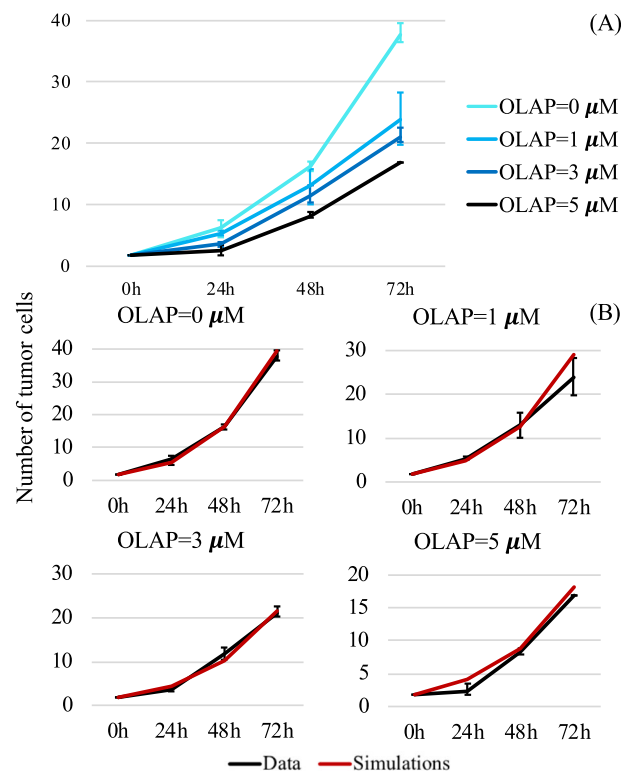 (A)
40
30
20
10
0
0h 24h 48h 72h
OLAP=0 μM
OLAP=1 μM
OLAP=3 μM
OLAP=5 μM
Number of tumor cells
(B)
OLAP=0 μM
40
30
20
10
0
0h 24h 48h 72h
OLAP=1 μM
30
20
10
0
0h 24h 48h 72h
OLAP=3 μM
30
20
10
0
0h 24h 48h 72h
OLAP=5 μM
20
15
10
5
0
0h 24h 48h 72h
Data Simulations